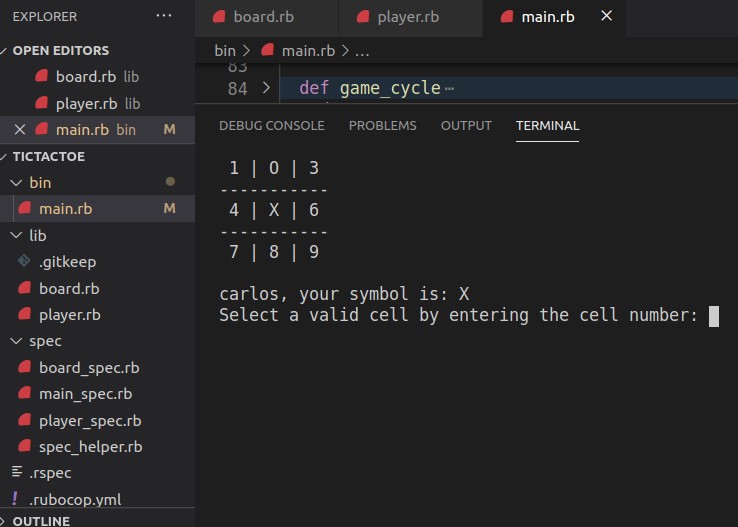 EXPLORER ...
OPEN EDITORS
board.rb lib
player.rb lib
main.rb bin M
TICTACTOE
bin
main.rb M
lib
.gitkeep
board.rb
player.rb
spec
board_spec.rb
main_spec.rb
player_spec.rb
spec_helper.rb
.rspec
.rubocop.yml
OUTLINE
board.rb player.rb main.rb
bin > main.rb > ...
83
84 def game_cycle
DEBUG CONSOLE PROBLEMS OUTPUT TERMINAL
1 | O | 3
-----------
4 | X | 6
-----------
7 | 8 | 9
carlos, your symbol is: X
Select a valid cell by entering the cell number: